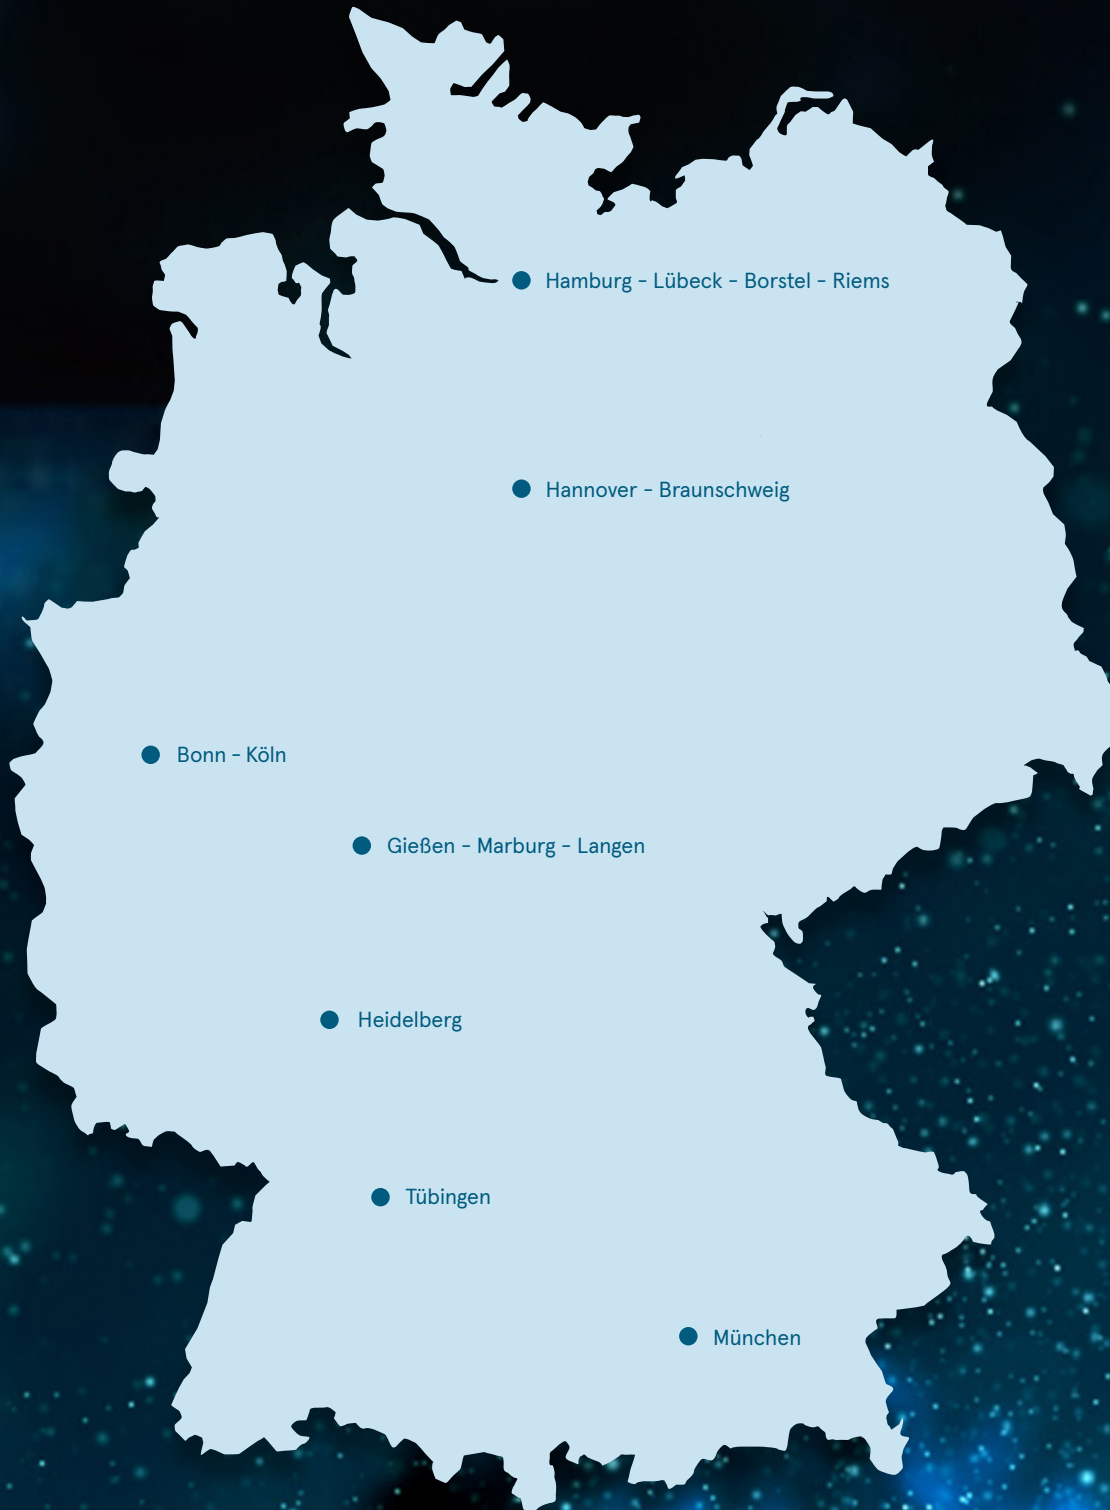 Hamburg - Lübeck - Borstel - Riems
Hannover - Braunschweig
Bonn - Köln
Gießen - Marburg - Langen
Heidelberg
Tübingen
München